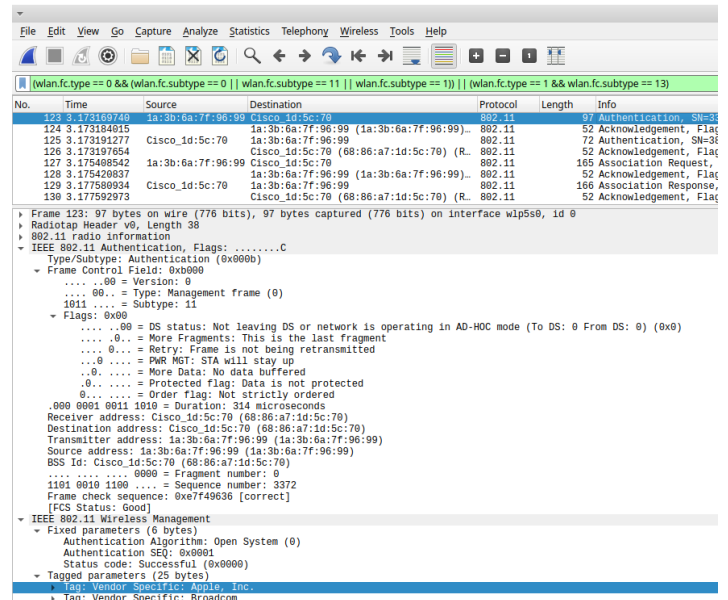 File Edit View Go Capture Analyze Statistics Telephony Wireless Tools Help
(wlan.fc.type == 0 && (wlan.fc.subtype == 0 || wlan.fc.subtype == 11 || wlan.fc.subtype == 1)) || (wlan.fc.type == 1 && wlan.fc.subtype == 13)
No. Time Source Destination Protocol Length Info
123 3.173169740 1a:3b:6a:7f:96:99 Cisco_1d:5c:70 802.11 97 Authentication, SN=33
124 3.173184015 1a:3b:6a:7f:96:99 (1a:3b:6a:7f:96:99)… 802.11 52 Acknowledgement, Flag
125 3.173191277 Cisco_1d:5c:70 1a:3b:6a:7f:96:99 802.11 72 Authentication, SN=38
126 3.173197654 Cisco_1d:5c:70 (68:86:a7:1d:5c:70) (R… 802.11 52 Acknowledgement, Flag
127 3.175408542 1a:3b:6a:7f:96:99 Cisco_1d:5c:70 802.11 165 Association Request,
128 3.175420837 1a:3b:6a:7f:96:99 (1a:3b:6a:7f:96:99)… 802.11 52 Acknowledgement, Flag
129 3.177580934 Cisco_1d:5c:70 1a:3b:6a:7f:96:99 802.11 166 Association Response,
130 3.177592973 Cisco_1d:5c:70 (68:86:a7:1d:5c:70) (R… 802.11 52 Acknowledgement, Flag
Frame 123: 97 bytes on wire (776 bits), 97 bytes captured (776 bits) on interface wlp5s0, id 0
Radiotap Header v0, Length 38
802.11 radio information
IEEE 802.11 Authentication, Flags: ........C
Type/Subtype: Authentication (0x000b)
Frame Control Field: 0xb000
.... ..00 = Version: 0
.... 00.. = Type: Management frame (0)
1011 .... = Subtype: 11
Flags: 0x00
.... ..00 = DS status: Not leaving DS or network is operating in AD-HOC mode (To DS: 0 From DS: 0) (0x0)
.... .0.. = More Fragments: This is the last fragment
.... 0... = Retry: Frame is not being retransmitted
...0 .... = PWR MGT: STA will stay up
..0. .... = More Data: No data buffered
.0.. .... = Protected flag: Data is not protected
0... .... = Order flag: Not strictly ordered
.000 0001 0011 1010 = Duration: 314 microseconds
Receiver address: Cisco_1d:5c:70 (68:86:a7:1d:5c:70)
Destination address: Cisco_1d:5c:70 (68:86:a7:1d:5c:70)
Transmitter address: 1a:3b:6a:7f:96:99 (1a:3b:6a:7f:96:99)
Source address: 1a:3b:6a:7f:96:99 (1a:3b:6a:7f:96:99)
BSS Id: Cisco_1d:5c:70 (68:86:a7:1d:5c:70)
.... .... .... 0000 = Fragment number: 0
1101 0010 1100 .... = Sequence number: 3372
Frame check sequence: 0xe7f49636 [correct]
[FCS Status: Good]
IEEE 802.11 Wireless Management
Fixed parameters (6 bytes)
Authentication Algorithm: Open System (0)
Authentication SEQ: 0x0001
Status code: Successful (0x0000)
Tagged parameters (25 bytes)
Tag: Vendor Specific: Apple, Inc.
Tag: Vendor Specific: Broadcom